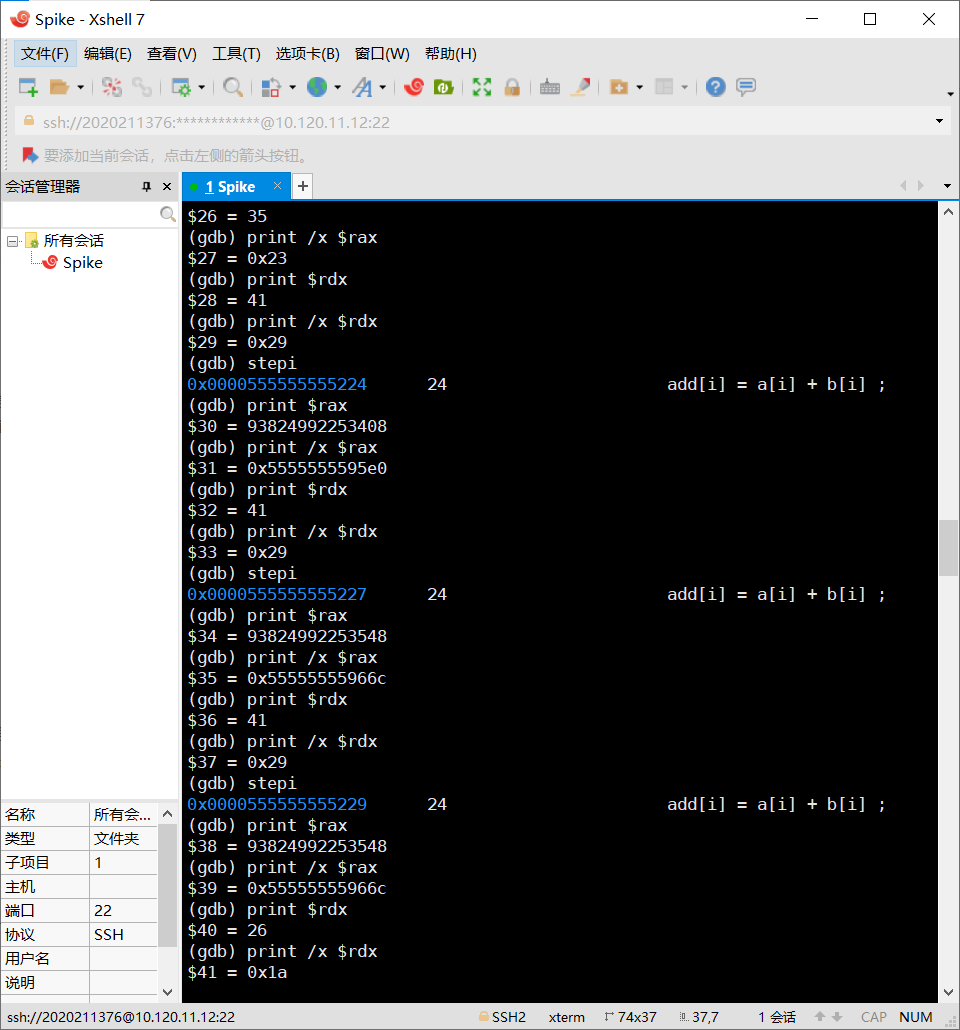 Spike - Xshell 7
文件(F) 编辑(E) 查看(V) 工具(T) 选项卡(B) 窗口(W) 帮助(H)
ssh://2020211376:************@10.120.11.12:22
要添加当前会话，点击左侧的箭头按钮。
会话管理器
所有会话
Spike
名称 所有会...
类型 文件夹
子项目 1
主机
端口 22
协议 SSH
用户名
说明
1 Spike
$26 = 35
(gdb) print /x $rax
$27 = 0x23
(gdb) print $rdx
$28 = 41
(gdb) print /x $rdx
$29 = 0x29
(gdb) stepi
0x0000555555555224 24 add[i] = a[i] + b[i] ;
(gdb) print $rax
$30 = 93824992253408
(gdb) print /x $rax
$31 = 0x5555555595e0
(gdb) print $rdx
$32 = 41
(gdb) print /x $rdx
$33 = 0x29
(gdb) stepi
0x0000555555555227 24 add[i] = a[i] + b[i] ;
(gdb) print $rax
$34 = 93824992253548
(gdb) print /x $rax
$35 = 0x55555555966c
(gdb) print $rdx
$36 = 41
(gdb) print /x $rdx
$37 = 0x29
(gdb) stepi
0x0000555555555229 24 add[i] = a[i] + b[i] ;
(gdb) print $rax
$38 = 93824992253548
(gdb) print /x $rax
$39 = 0x55555555966c
(gdb) print $rdx
$40 = 26
(gdb) print /x $rdx
$41 = 0x1a
ssh://2020211376@10.120.11.12:22 SSH2 xterm 74x37 37,7 1 会话 CAP NUM